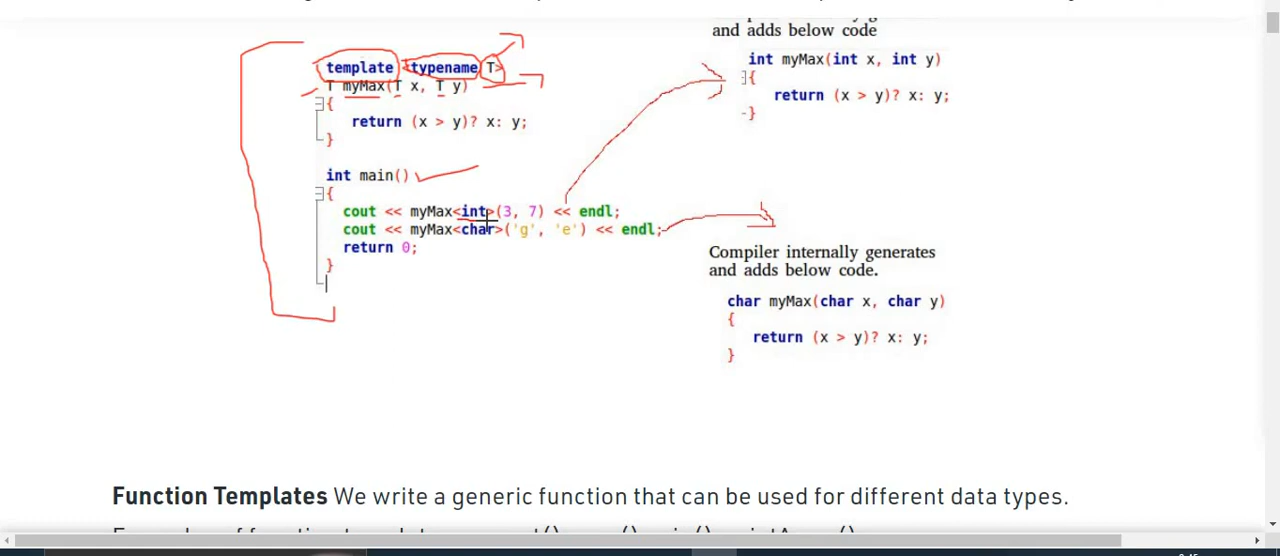 and adds below code
template <typename T>
T myMax(T x, T y)
{
return (x > y)? x: y;
}
int main()
{
cout << myMax<int>(3, 7) << endl;
cout << myMax<char>('g', 'e') << endl;
return 0;
}
int myMax(int x, int y)
{
return (x > y)? x: y;
}
Compiler internally generates
and adds below code.
char myMax(char x, char y)
{
return (x > y)? x: y;
}
Function Templates We write a generic function that can be used for different data types.